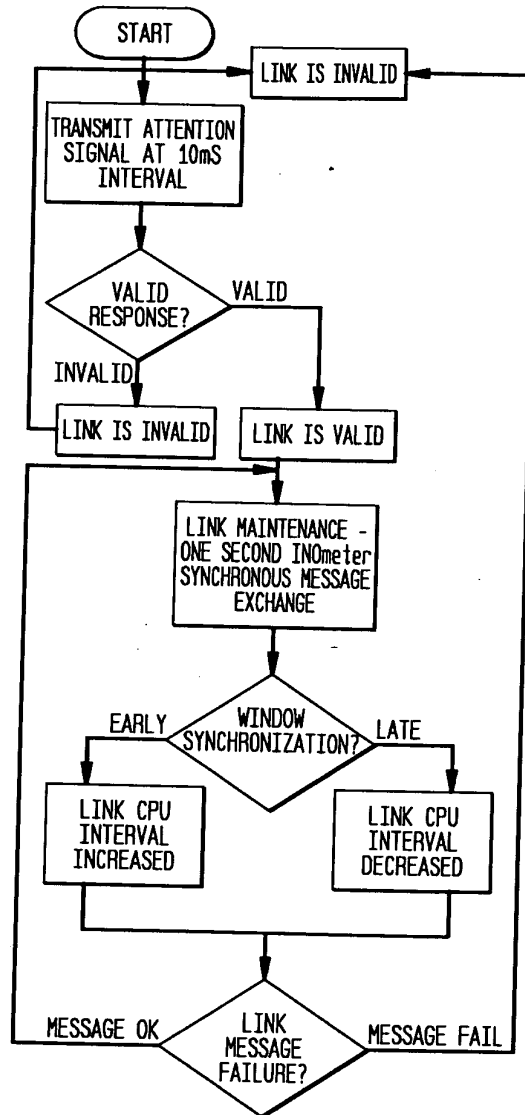 START
LINK IS INVALID
TRANSMIT ATTENTION
SIGNAL AT 10mS
INTERVAL
VALID
RESPONSE?
VALID
INVALID
LINK IS INVALID
LINK IS VALID
LINK MAINTENANCE -
ONE SECOND INOmeter
SYNCHRONOUS MESSAGE
EXCHANGE
WINDOW
SYNCHRONIZATION?
EARLY
LATE
LINK CPU
INTERVAL
INCREASED
LINK CPU
INTERVAL
DECREASED
LINK
MESSAGE
FAILURE?
MESSAGE OK
MESSAGE FAIL